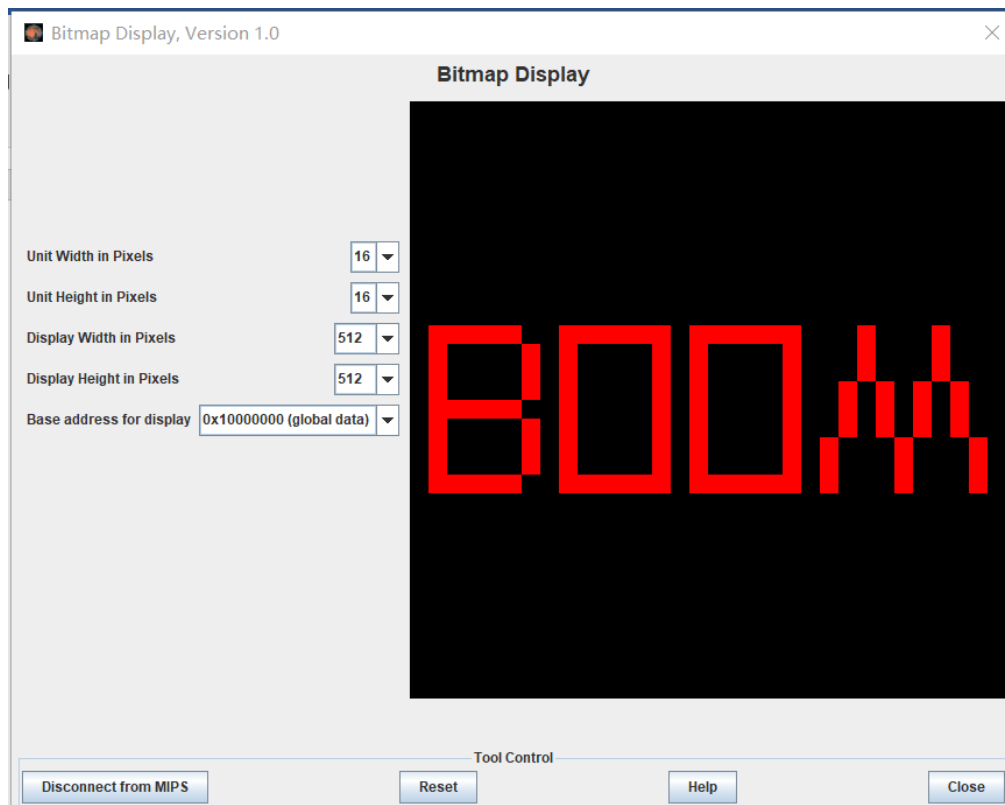 Bitmap Display, Version 1.0
Bitmap Display
Unit Width in Pixels 16
Unit Height in Pixels 16
Display Width in Pixels 512
Display Height in Pixels 512
Base address for display 0x10000000 (global data)
BOOM
Tool Control
Disconnect from MIPS Reset Help Close